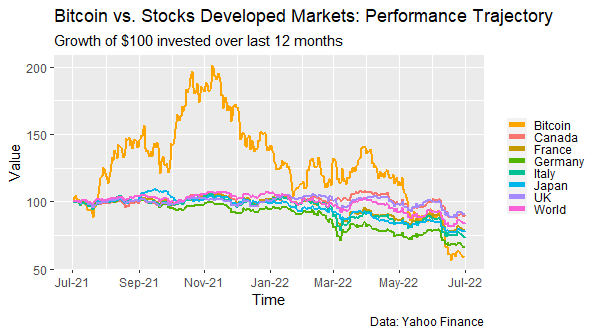 Bitcoin vs. Stocks Developed Markets: Performance Trajectory
Growth of $100 invested over last 12 months
200
150
100
50
Value
Jul-21
Sep-21
Nov-21
Jan-22
Mar-22
May-22
Jul-22
Time
Bitcoin
Canada
France
Germany
Italy
Japan
UK
World
Data: Yahoo Finance